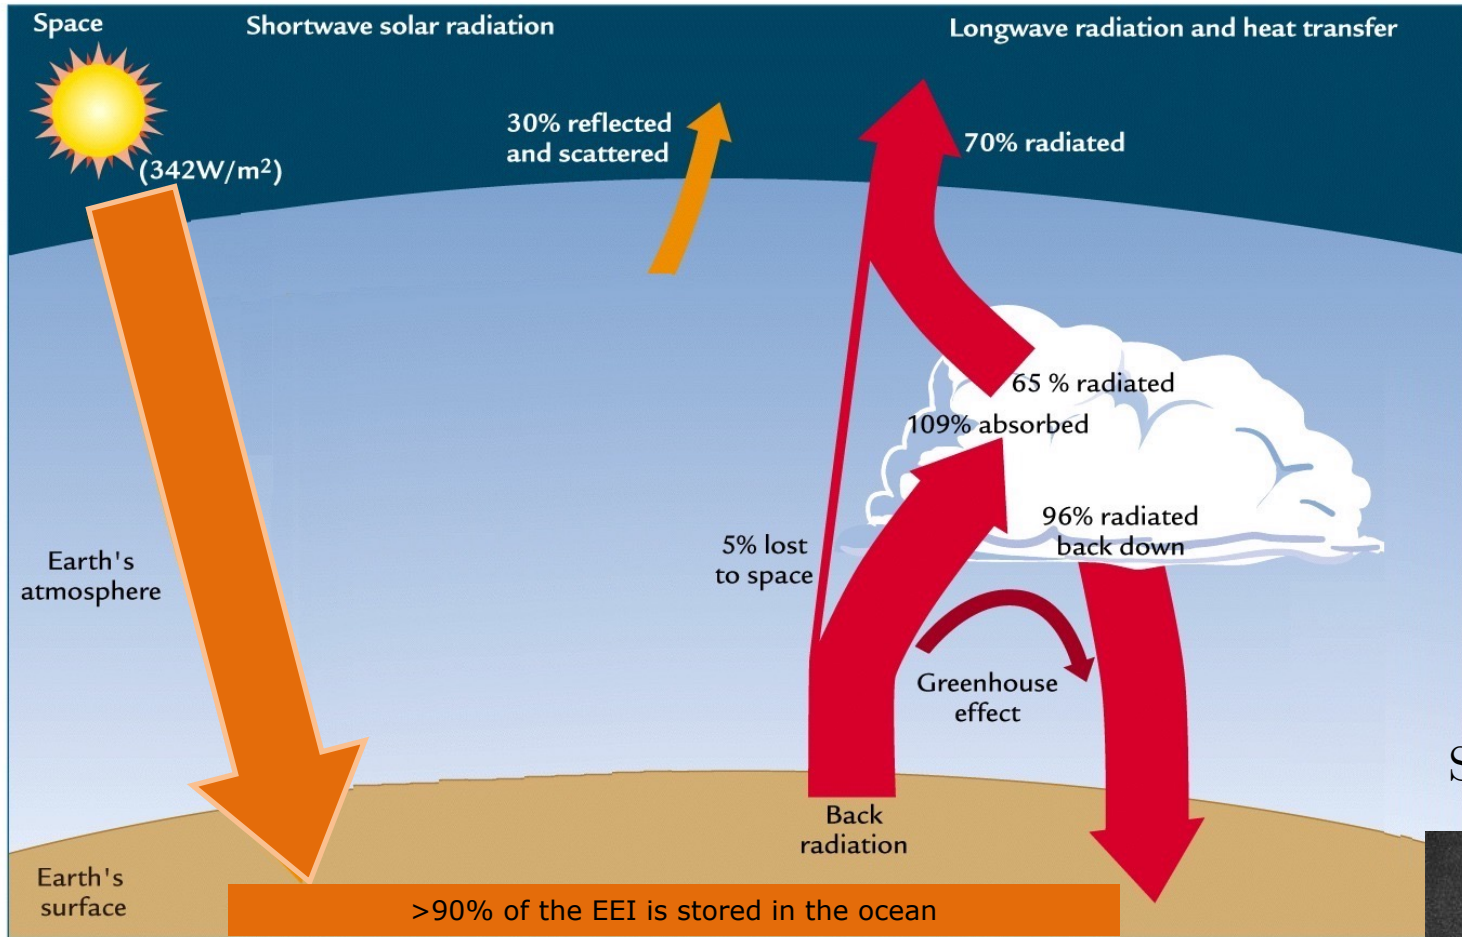 Space
Shortwave solar radiation
Longwave radiation and heat transfer
(342W/m²)
30% reflected
and scattered
70% radiated
65 % radiated
109% absorbed
96% radiated
back down
5% lost
to space
Earth's
atmosphere
Greenhouse
effect
S
Back
radiation
Earth's
surface
>90% of the EEI is stored in the ocean